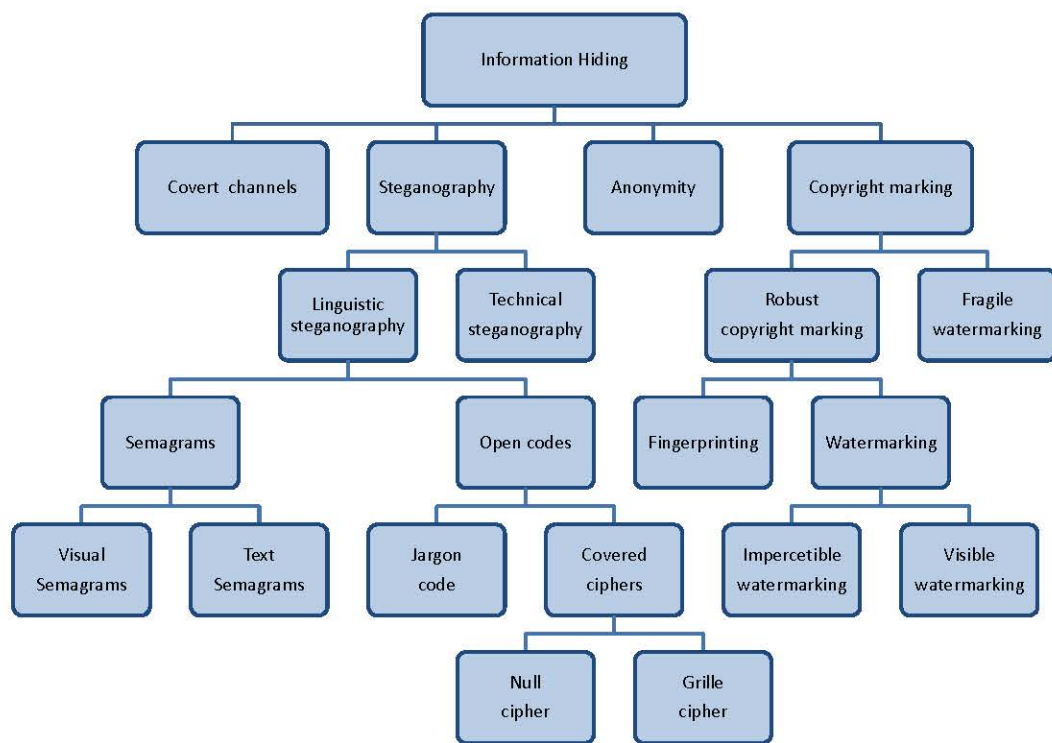 Information Hiding
Covert channels
Steganography
Anonymity
Copyright marking
Linguistic
steganography
Technical
steganography
Robust
copyright marking
Fragile
watermarking
Semagrams
Open codes
Fingerprinting
Watermarking
Visual
Semagrams
Text
Semagrams
Jargon
code
Covered
ciphers
Impercetible
watermarking
Visible
watermarking
Null
cipher
Grille
cipher